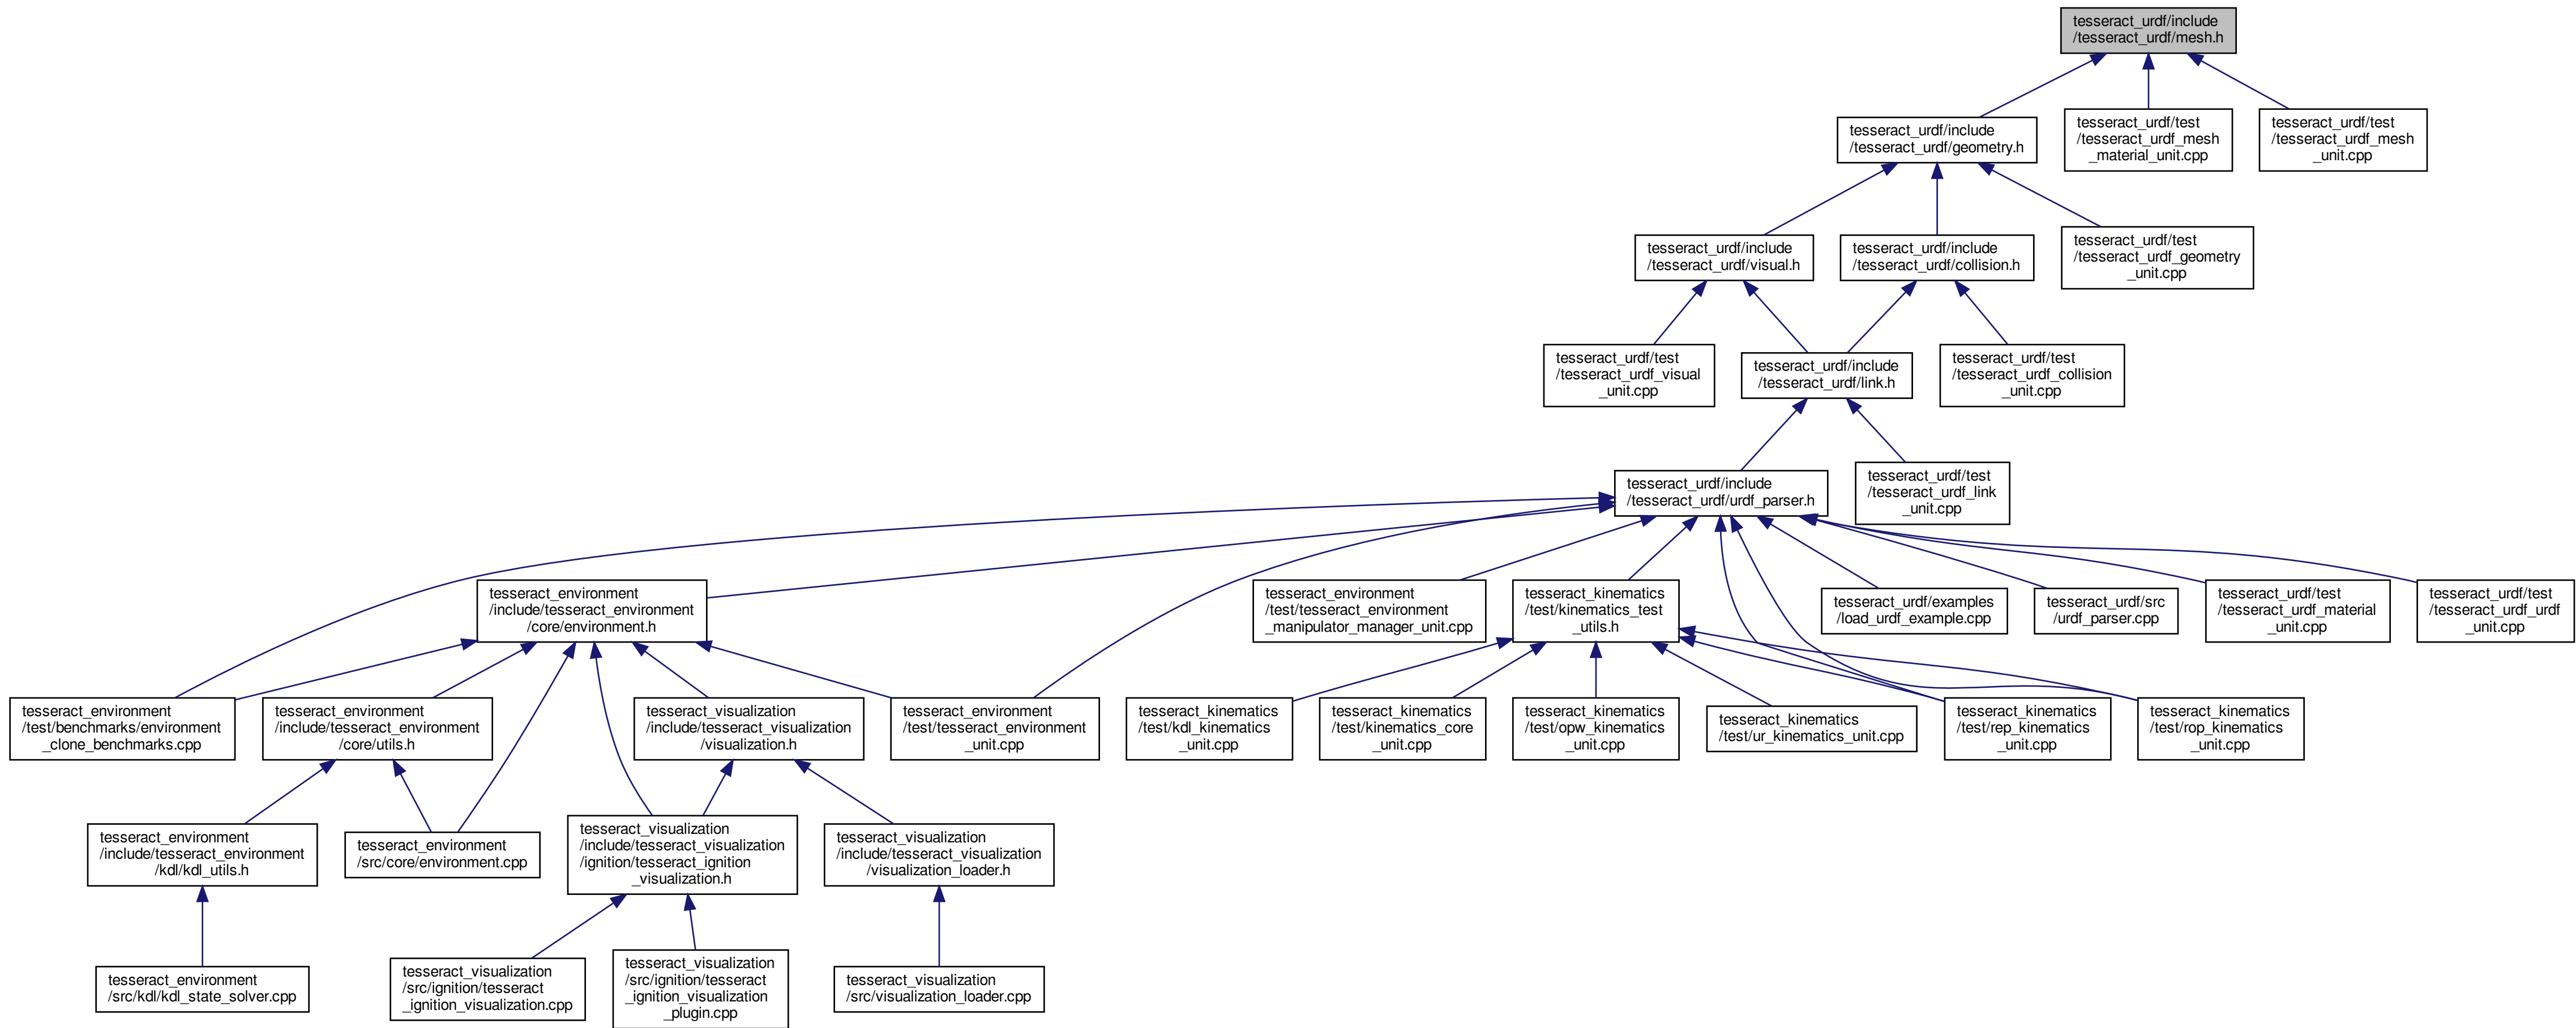 tesseract_urdf/include
/tesseract_urdf/mesh.h
tesseract_urdf/include
/tesseract_urdf/geometry.h
tesseract_urdf/test
/tesseract_urdf_mesh
_material_unit.cpp
tesseract_urdf/test
/tesseract_urdf_mesh
_unit.cpp
tesseract_urdf/include
/tesseract_urdf/visual.h
tesseract_urdf/include
/tesseract_urdf/collision.h
tesseract_urdf/test
/tesseract_urdf_geometry
_unit.cpp
tesseract_urdf/test
/tesseract_urdf_visual
_unit.cpp
tesseract_urdf/include
/tesseract_urdf/link.h
tesseract_urdf/test
/tesseract_urdf_collision
_unit.cpp
tesseract_urdf/include
/tesseract_urdf/urdf_parser.h
tesseract_urdf/test
/tesseract_urdf_link
_unit.cpp
tesseract_environment
/include/tesseract_environment
/core/environment.h
tesseract_environment
/test/tesseract_environment
_manipulator_manager_unit.cpp
tesseract_kinematics
/test/kinematics_test
_utils.h
tesseract_urdf/examples
/load_urdf_example.cpp
tesseract_urdf/src
/urdf_parser.cpp
tesseract_urdf/test
/tesseract_urdf_material
_unit.cpp
tesseract_urdf/test
/tesseract_urdf_urdf
_unit.cpp
tesseract_environment
/test/benchmarks/environment
_clone_benchmarks.cpp
tesseract_environment
/include/tesseract_environment
/core/utils.h
tesseract_visualization
/include/tesseract_visualization
/visualization.h
tesseract_environment
/test/tesseract_environment
_unit.cpp
tesseract_kinematics
/test/kdl_kinematics
_unit.cpp
tesseract_kinematics
/test/kinematics_core
_unit.cpp
tesseract_kinematics
/test/opw_kinematics
_unit.cpp
tesseract_kinematics
/test/ur_kinematics_unit.cpp
tesseract_kinematics
/test/rep_kinematics
_unit.cpp
tesseract_kinematics
/test/rop_kinematics
_unit.cpp
tesseract_environment
/include/tesseract_environment
/kdl/kdl_utils.h
tesseract_environment
/src/core/environment.cpp
tesseract_visualization
/include/tesseract_visualization
/ignition/tesseract_ignition
_visualization.h
tesseract_visualization
/include/tesseract_visualization
/visualization_loader.h
tesseract_environment
/src/kdl/kdl_state_solver.cpp
tesseract_visualization
/src/ignition/tesseract
_ignition_visualization.cpp
tesseract_visualization
/src/ignition/tesseract
_ignition_visualization
_plugin.cpp
tesseract_visualization
/src/visualization_loader.cpp